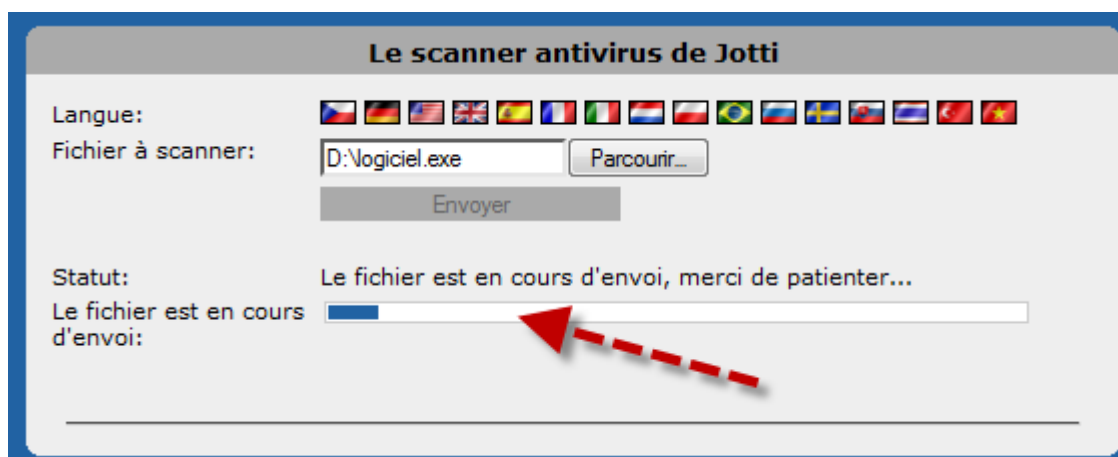 Le scanner antivirus de Jotti
Langue:
Fichier à scanner:
D:\logiciel.exe
Parcourir...
Envoyer
Statut:
Le fichier est en cours d'envoi, merci de patienter...
Le fichier est en cours
d'envoi: